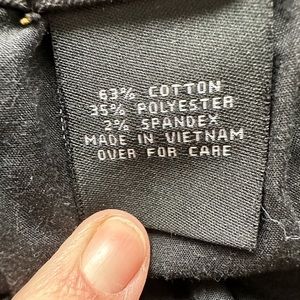 63% COTTON
35% POLYESTER
2% SPANDEX
MADE IN VIETNAM
OVER FOR CARE